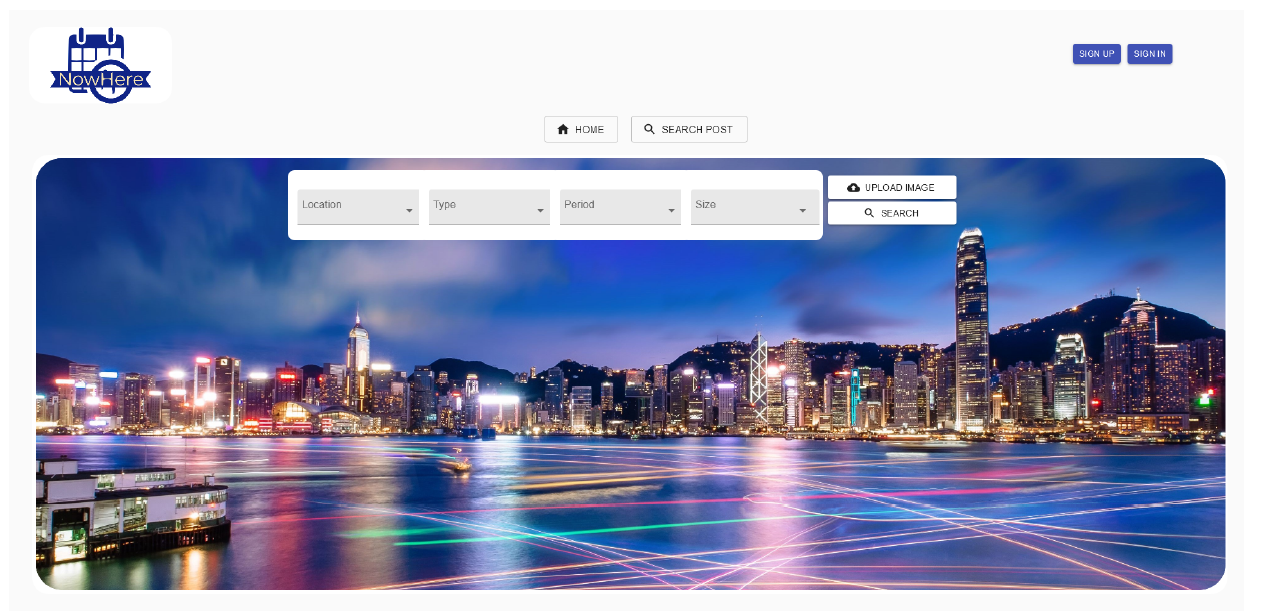 NowHere
SIGN UP
SIGN IN
HOME
SEARCH POST
Location
Type
Period
Size
UPLOAD IMAGE
SEARCH